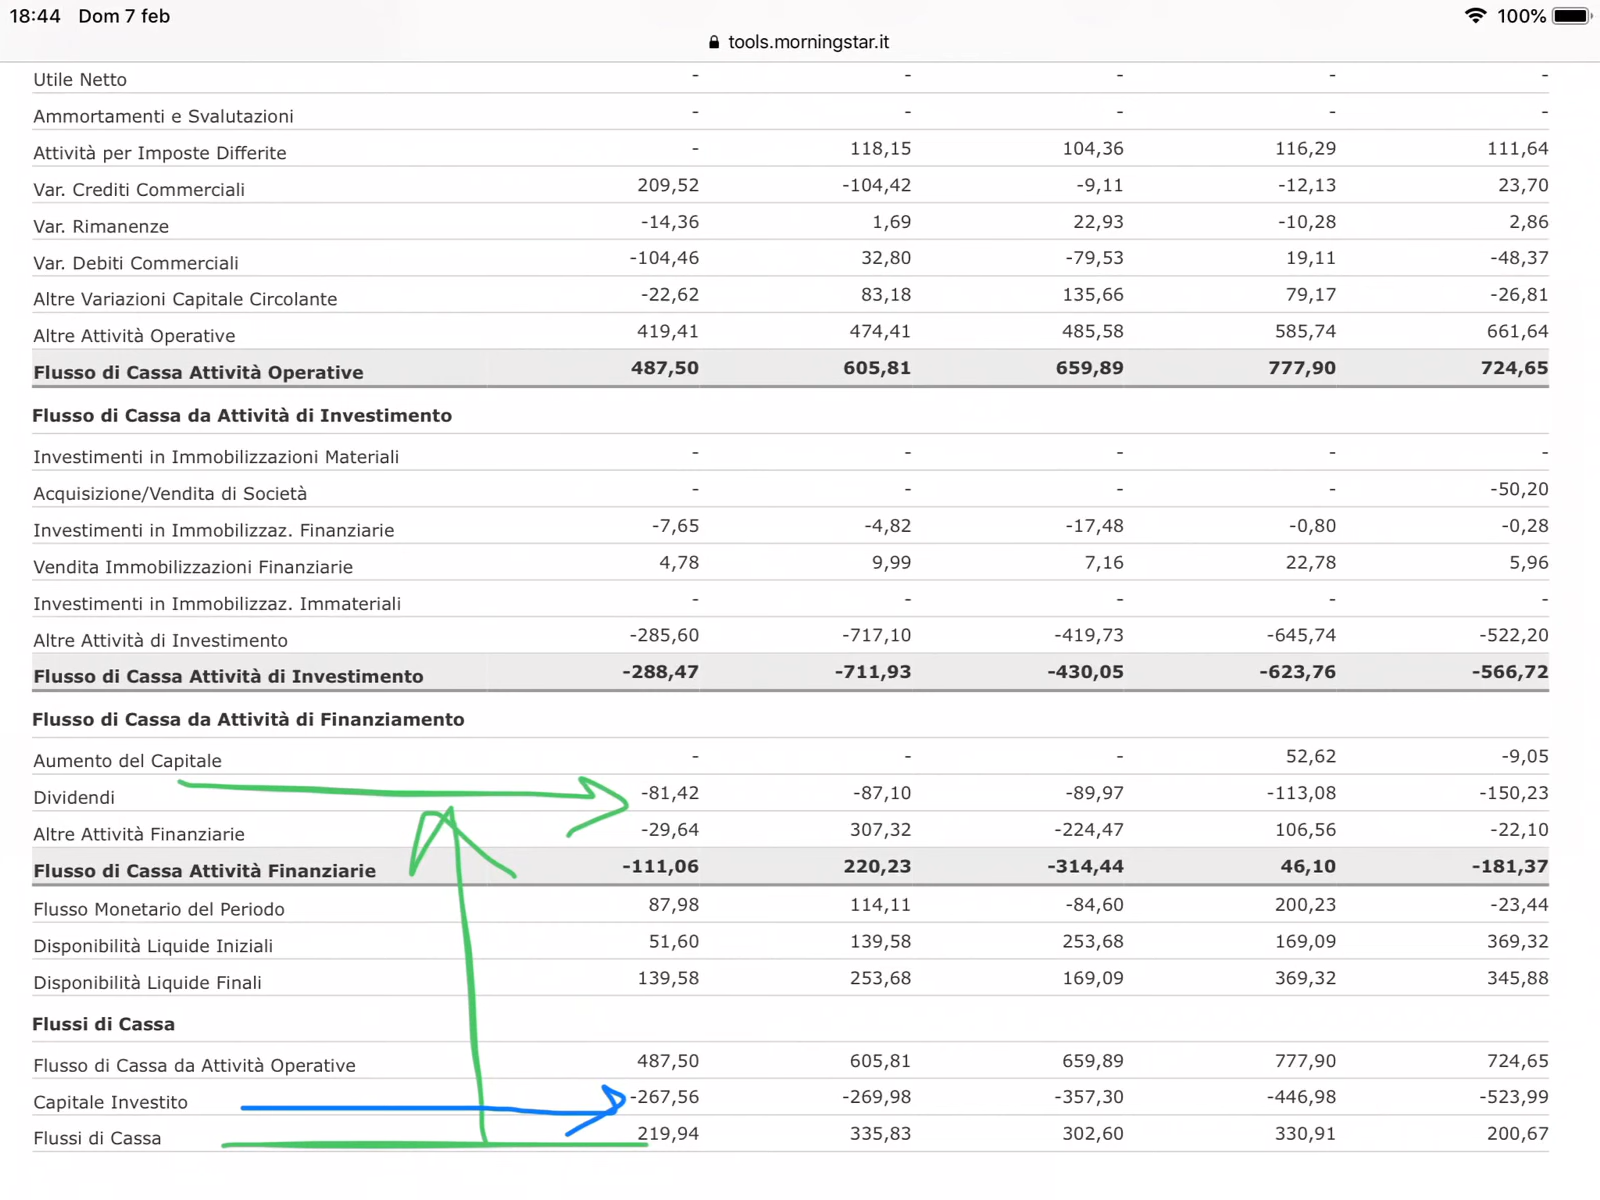 18:44 Dom 7 feb 100%
tools.morningstar.it
Utile Netto - - - - -
Ammortamenti e Svalutazioni - - - - -
Attività per Imposte Differite - 118,15 104,36 116,29 111,64
Var. Crediti Commerciali 209,52 -104,42 -9,11 -12,13 23,70
Var. Rimanenze -14,36 1,69 22,93 -10,28 2,86
Var. Debiti Commerciali -104,46 32,80 -79,53 19,11 -48,37
Altre Variazioni Capitale Circolante -22,62 83,18 135,66 79,17 -26,81
Altre Attività Operative 419,41 474,41 485,58 585,74 661,64
Flusso di Cassa Attività Operative 487,50 605,81 659,89 777,90 724,65
Flusso di Cassa da Attività di Investimento
Investimenti in Immobilizzazioni Materiali - - - - -
Acquisizione/Vendita di Società - - - - -50,20
Investimenti in Immobilizzaz. Finanziarie -7,65 -4,82 -17,48 -0,80 -0,28
Vendita Immobilizzazioni Finanziarie 4,78 9,99 7,16 22,78 5,96
Investimenti in Immobilizzaz. Immateriali - - - - -
Altre Attività di Investimento -285,60 -717,10 -419,73 -645,74 -522,20
Flusso di Cassa Attività di Investimento -288,47 -711,93 -430,05 -623,76 -566,72
Flusso di Cassa da Attività di Finanziamento
Aumento del Capitale - - - 52,62 -9,05
Dividendi -81,42 -87,10 -89,97 -113,08 -150,23
Altre Attività Finanziarie -29,64 307,32 -224,47 106,56 -22,10
Flusso di Cassa Attività Finanziarie -111,06 220,23 -314,44 46,10 -181,37
Flusso Monetario del Periodo 87,98 114,11 -84,60 200,23 -23,44
Disponibilità Liquide Iniziali 51,60 139,58 253,68 169,09 369,32
Disponibilità Liquide Finali 139,58 253,68 169,09 369,32 345,88
Flussi di Cassa
Flusso di Cassa da Attività Operative 487,50 605,81 659,89 777,90 724,65
Capitale Investito -267,56 -269,98 -357,30 -446,98 -523,99
Flussi di Cassa 219,94 335,83 302,60 330,91 200,67